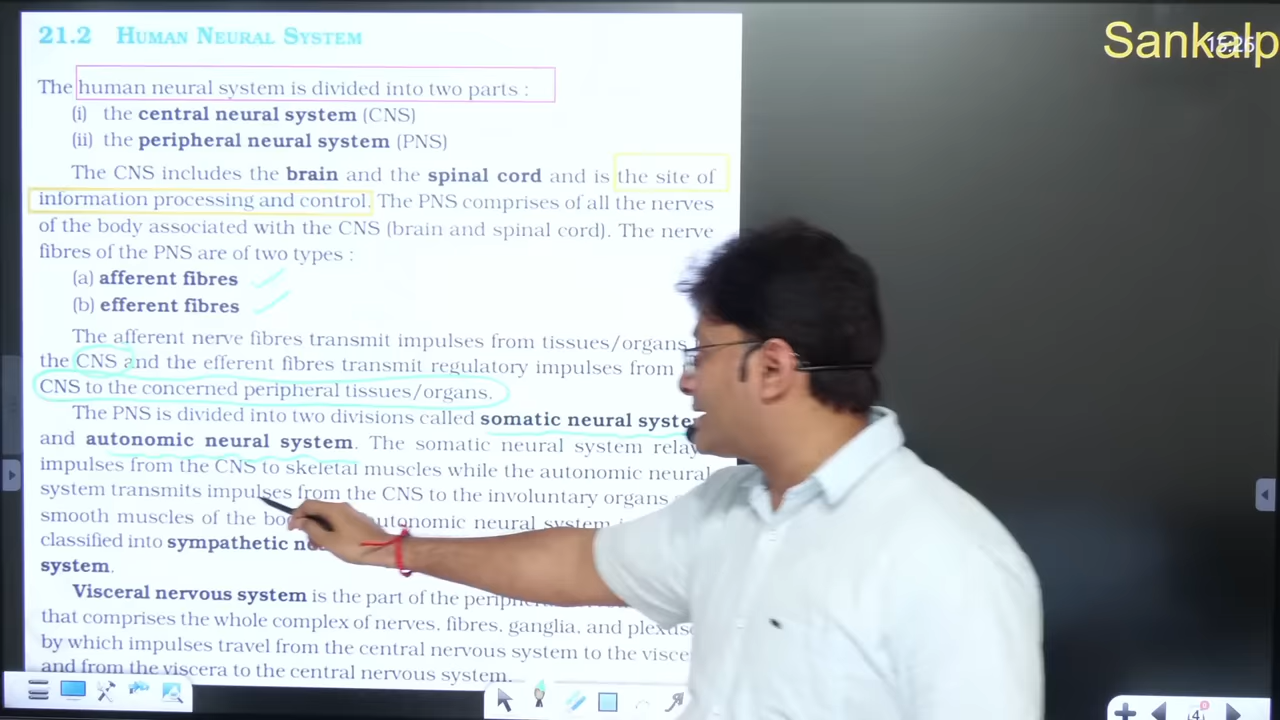 Sankalp
21.2 HUMAN NEURAL SYSTEM
The human neural system is divided into two parts :
(i) the central neural system (CNS)
(ii) the peripheral neural system (PNS)
The CNS includes the brain and the spinal cord and is the site of
information processing and control. The PNS comprises of all the nerves
of the body associated with the CNS (brain and spinal cord). The nerve
fibres of the PNS are of two types :
(a) afferent fibres
(b) efferent fibres
The afferent nerve fibres transmit impulses from tissues/organs
the CNS and the efferent fibres transmit regulatory impulses from
CNS to the concerned peripheral tissues/organs.
The PNS is divided into two divisions called somatic neural syste
and autonomic neural system. The somatic neural system relay
impulses from the CNS to skeletal muscles while the autonomic neural
system transmits impulses from the CNS to the involuntary organs
smooth muscles of the bo utonomic neural system
classified into sympathetic ne
system.
Visceral nervous system is the part of the periph
that comprises the whole complex of nerves, fibres, ganglia, and plexus
by which impulses travel from the central nervous system to the visce
and from the viscera to the central nervous system.